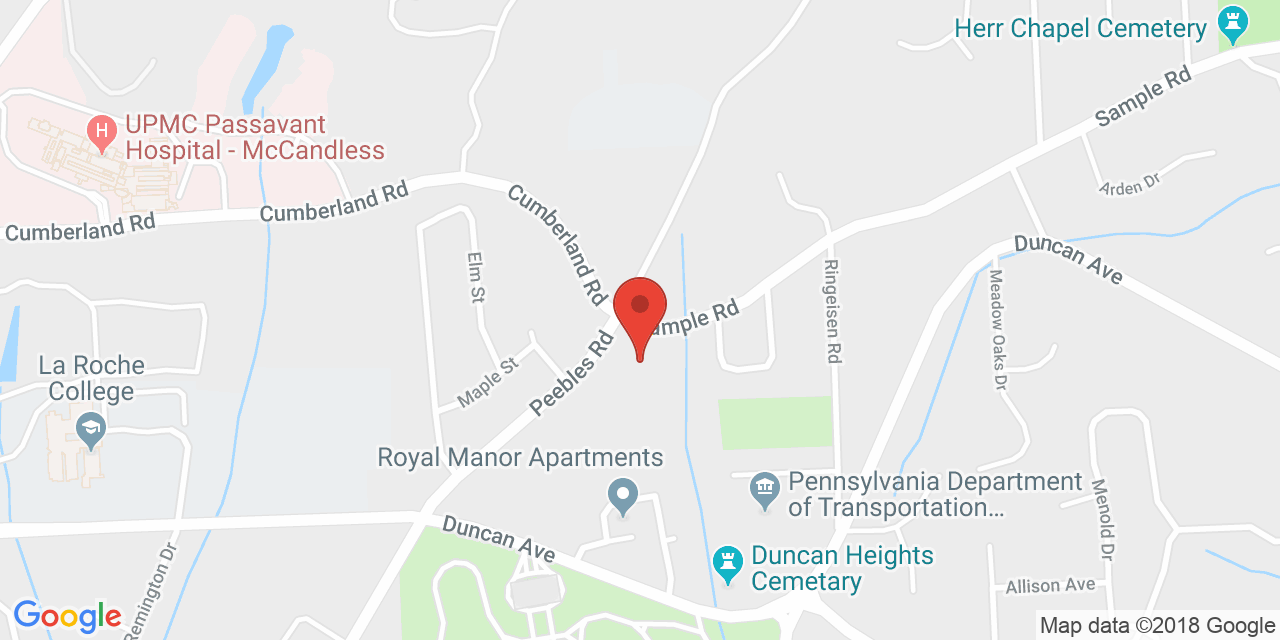 Herr Chapel Cemetery
Sample Rd
UPMC Passavant
Hospital - McCandless
Arden Dr
Cumberland Rd
Cumberland Rd
Cumberland Rd
Duncan Ave
Elm St
Ringeisen Rd
Meadow Oaks Dr
Sample Rd
La Roche
College
Maple St
Peebles Rd
Royal Manor Apartments
Pennsylvania Department
of Transportation...
Menold Dr
Duncan Ave
Duncan Heights
Cemetary
Remington Dr
Allison Ave
Google
Map data ©2018 Google